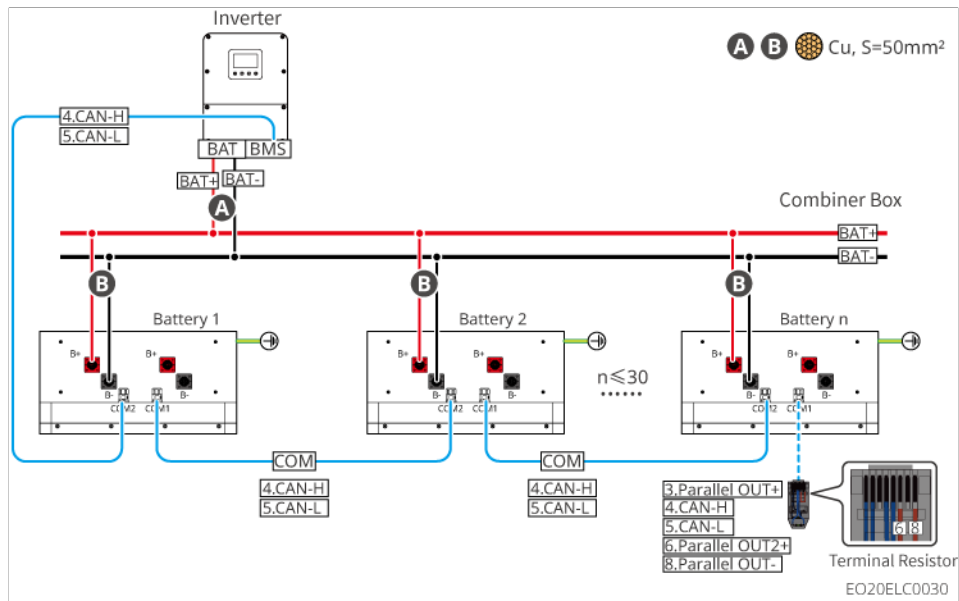 Inverter
A B Cu, S=50mm²
4.CAN-H
5.CAN-L
BAT BMS
BAT+ BAT-
A
Combiner Box
BAT+
BAT-
B B B
Battery 1 Battery 2 Battery n
B+ B+ B+ B+ B+ B+
n≤30
......
B- B- B- B- B- B-
COM2 COM1 COM2 COM1 COM2 COM1
COM COM
4.CAN-H 4.CAN-H
5.CAN-L 5.CAN-L
3.Parallel OUT+
4.CAN-H
5.CAN-L
6.Parallel OUT2+
8.Parallel OUT-
6 8
Terminal Resistor
EO20ELC0030